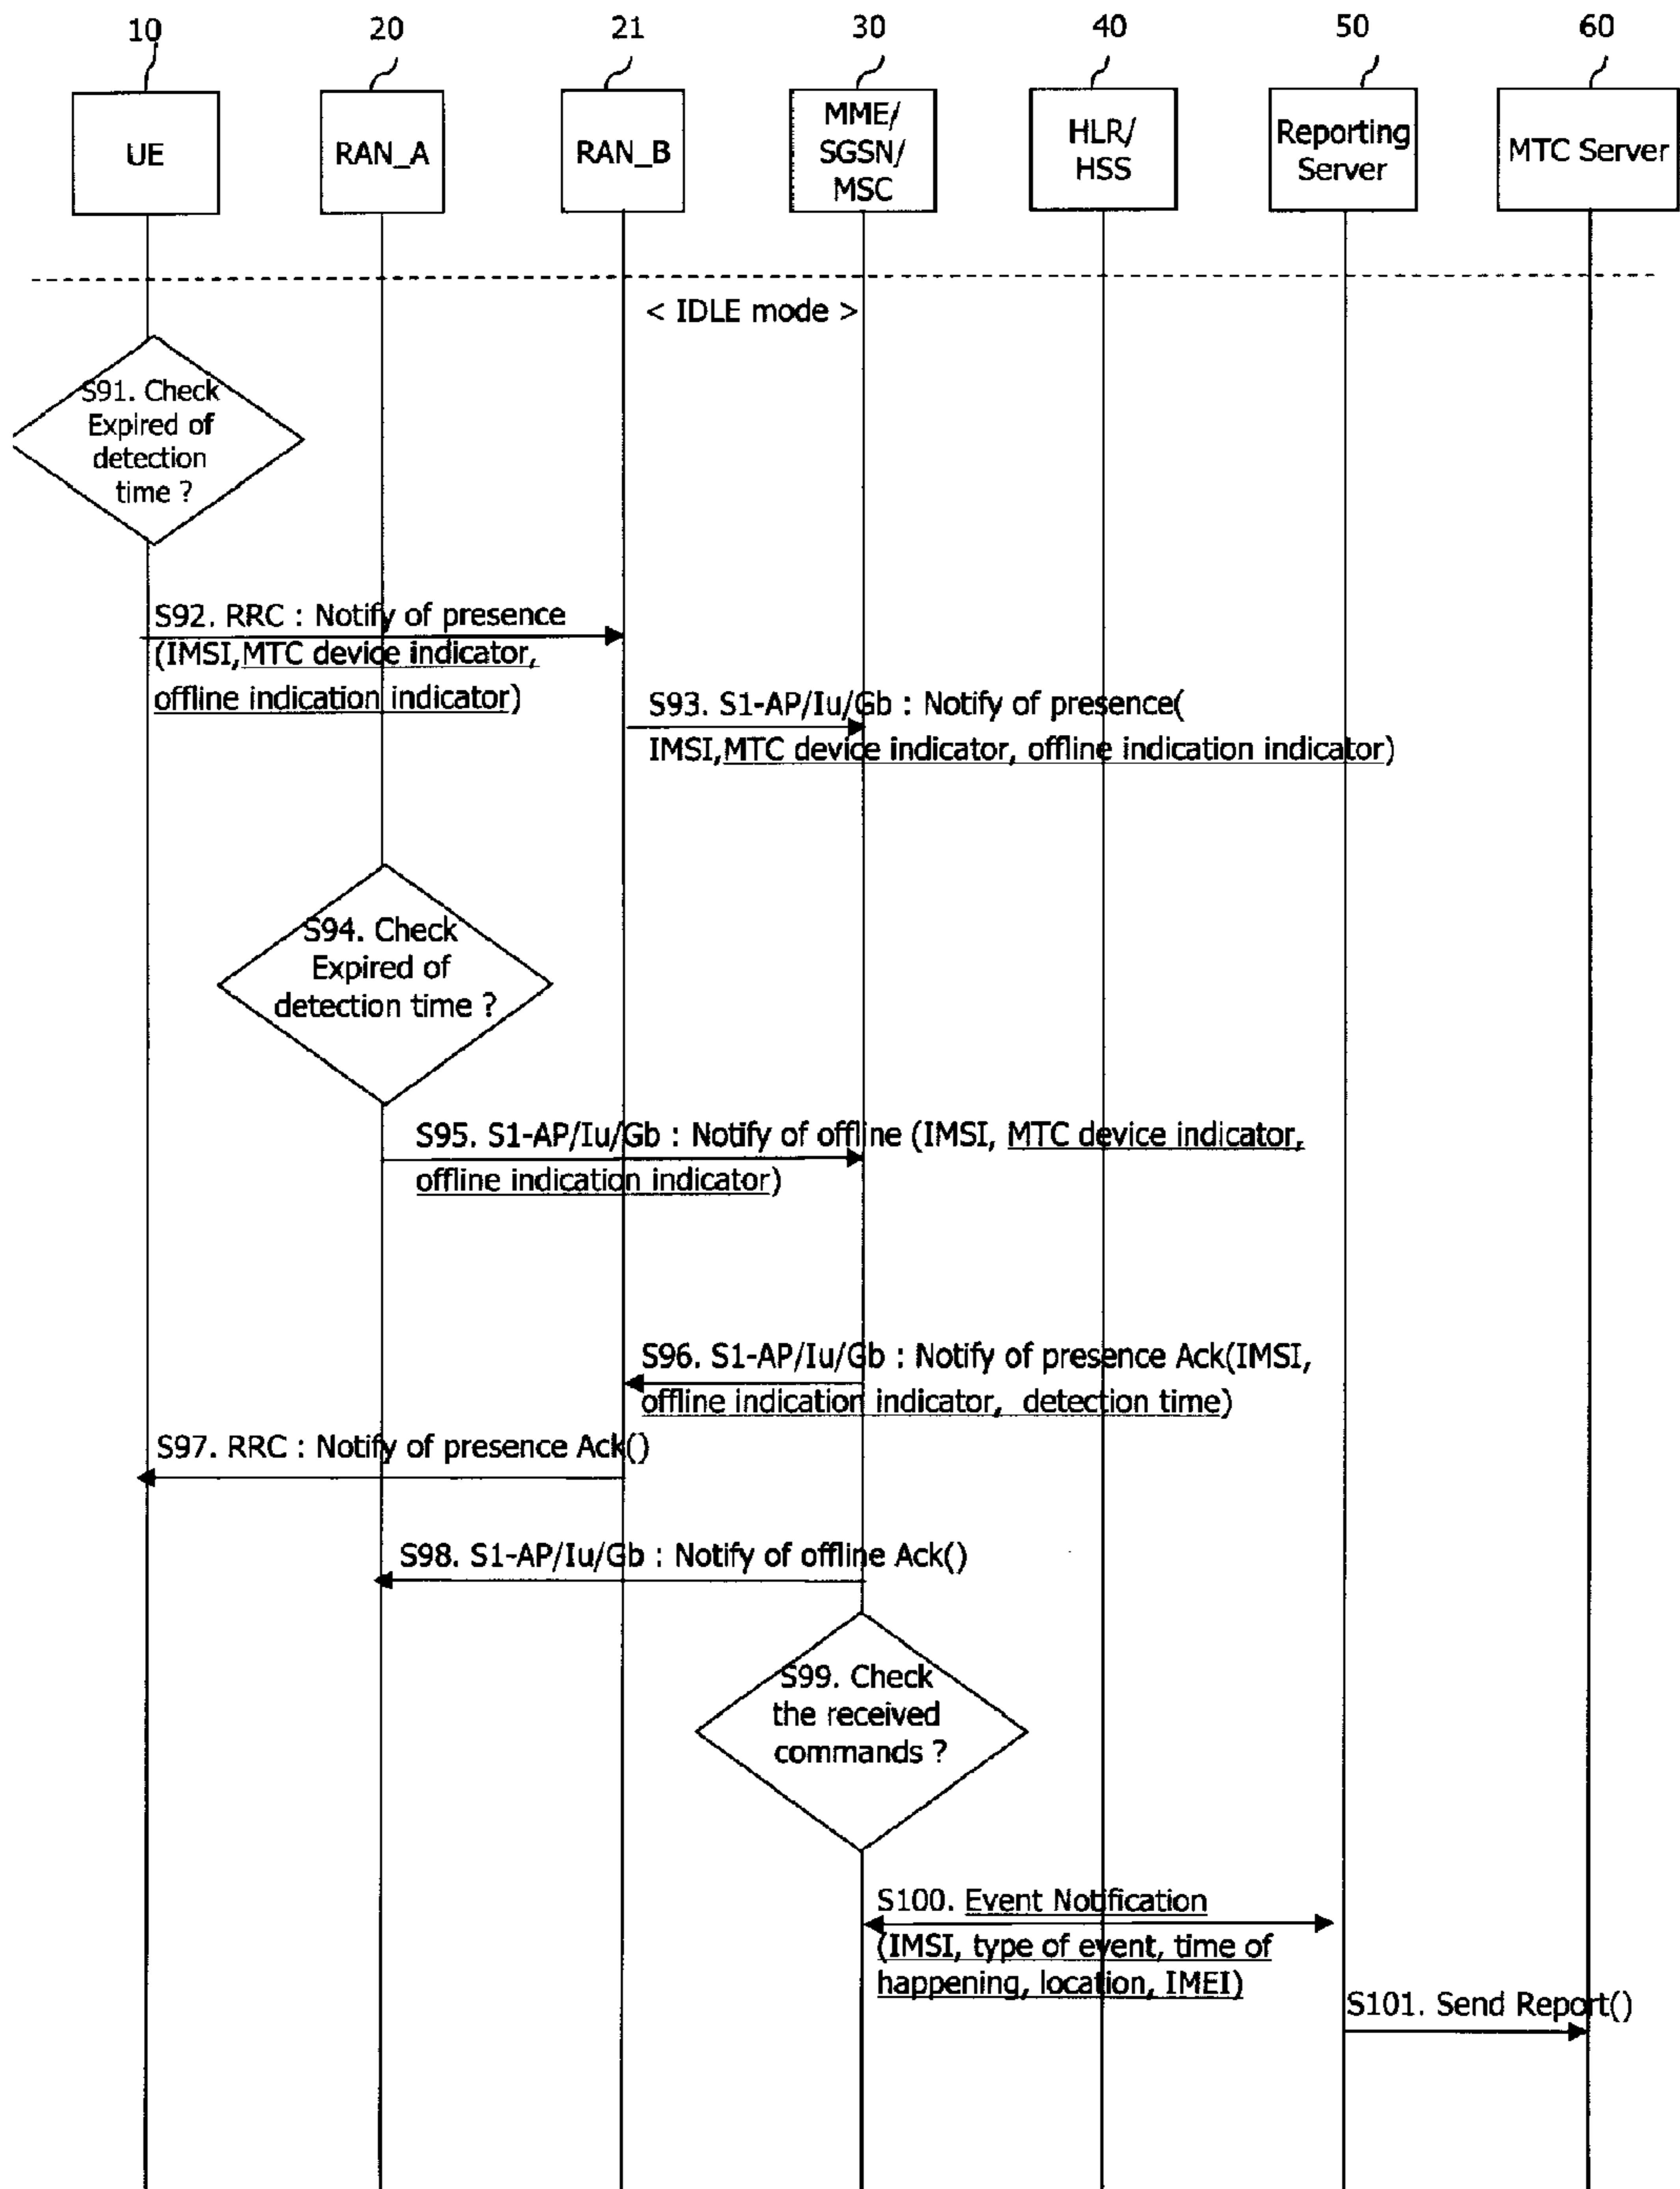 10 20 21 30 40 50 60
UE
RAN_A
RAN_B
MME/
SGSN/
MSC
HLR/
HSS
Reporting
Server
MTC Server
< IDLE mode >
S91. Check
Expired of
detection
time ?
S92. RRC : Notify of presence
(IMSI,MTC device indicator,
offline indication indicator)
S93. S1-AP/Iu/Gb : Notify of presence(
IMSI,MTC device indicator, offline indication indicator)
S94. Check
Expired of
detection time ?
S95. S1-AP/Iu/Gb : Notify of offline (IMSI, MTC device indicator,
offline indication indicator)
S96. S1-AP/Iu/Gb : Notify of presence Ack(IMSI,
offline indication indicator, detection time)
S97. RRC : Notify of presence Ack()
S98. S1-AP/Iu/Gb : Notify of offline Ack()
S99. Check
the received
commands ?
S100. Event Notification
(IMSI, type of event, time of
happening, location, IMEI)
S101. Send Report()